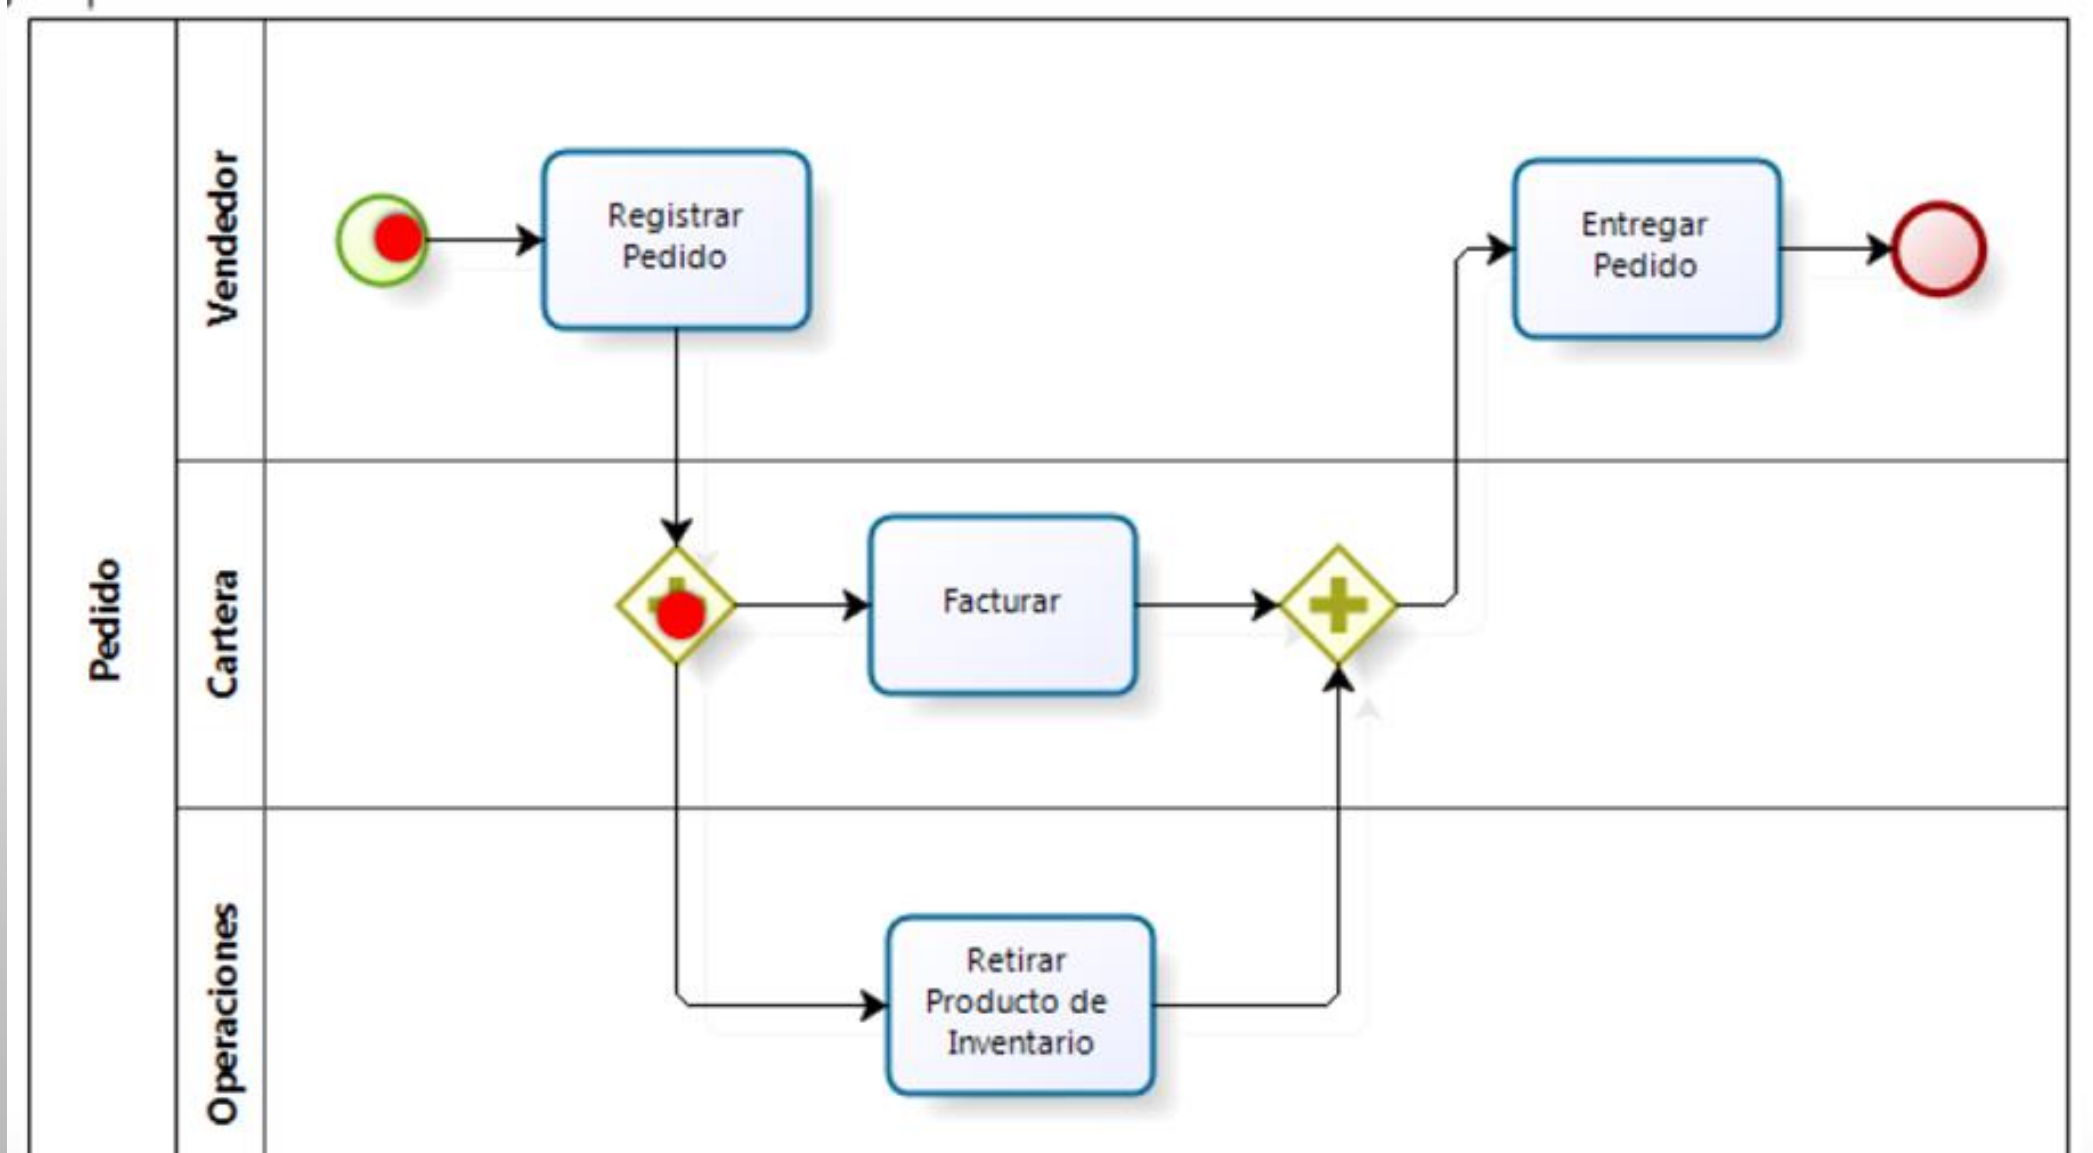 Pedido
Vendedor
Registrar
Pedido
Entregar
Pedido
Cartera
Facturar
Operaciones
Retirar
Producto de
Inventario